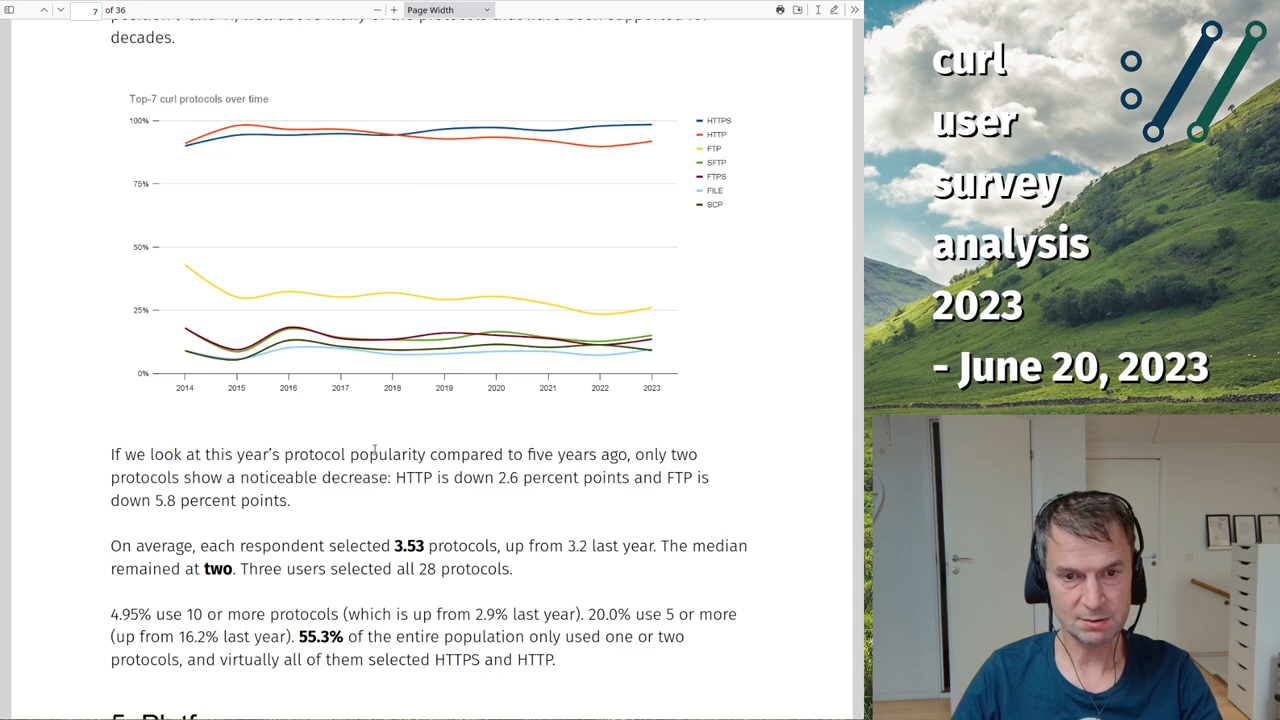 7 of 36
Page Width
decades.
Top-7 curl protocols over time
100%
75%
50%
25%
0%
2014 2015 2016 2017 2018 2019 2020 2021 2022 2023
HTTPS
HTTP
FTP
SFTP
FTPS
FILE
SCP
If we look at this year’s protocol popularity compared to five years ago, only two
protocols show a noticeable decrease: HTTP is down 2.6 percent points and FTP is
down 5.8 percent points.
On average, each respondent selected 3.53 protocols, up from 3.2 last year. The median
remained at two. Three users selected all 28 protocols.
4.95% use 10 or more protocols (which is up from 2.9% last year). 20.0% use 5 or more
(up from 16.2% last year). 55.3% of the entire population only used one or two
protocols, and virtually all of them selected HTTPS and HTTP.
curl
user
survey
analysis
2023
- June 20, 2023